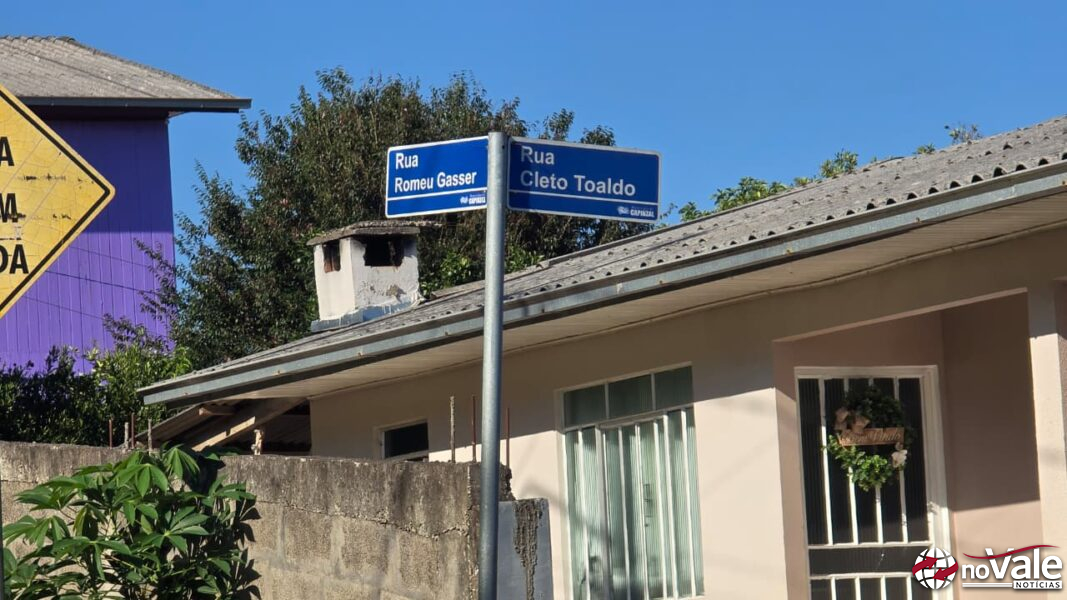 A
M
DA
Rua
Romeu Gasser
CAPINZAL
Rua
Cleto Toaldo
CAPINZAL
noVale
NOTÍCIAS